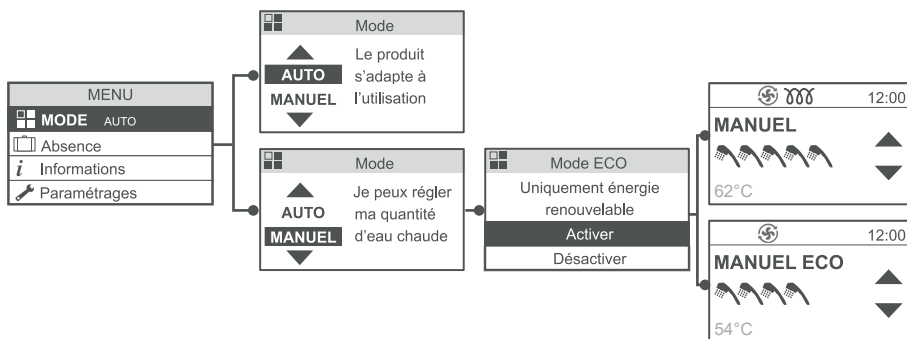 MENU
MODE AUTO
Absence
i Informations
Paramétrages
Mode
AUTO
MANUEL
Le produit
s'adapte à
l'utilisation
Mode
AUTO
MANUEL
Je peux régler
ma quantité
d'eau chaude
Mode ECO
Uniquement énergie
renouvelable
Activer
Désactiver
12:00
MANUEL
62°C
12:00
MANUEL ECO
54°C